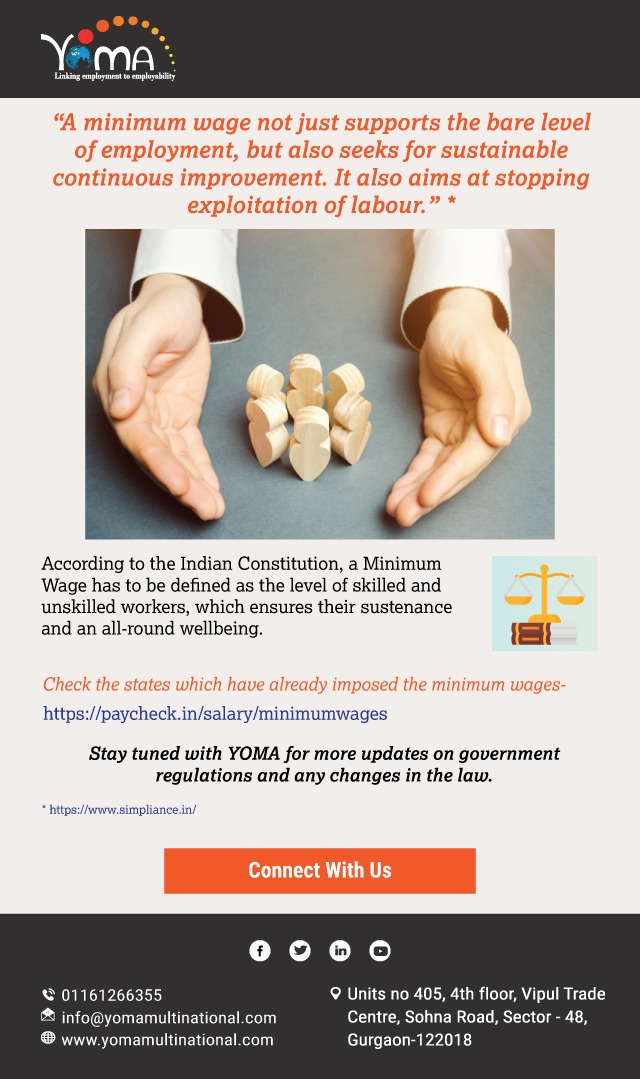 YOMA
Linking employment to employability
“A minimum wage not just supports the bare level
of employment, but also seeks for sustainable
continuous improvement. It also aims at stopping
exploitation of labour.” *
According to the Indian Constitution, a Minimum
Wage has to be defined as the level of skilled and
unskilled workers, which ensures their sustenance
and an all-round wellbeing.
Check the states which have already imposed the minimum wages-
https://paycheck.in/salary/minimumwages
Stay tuned with YOMA for more updates on government
regulations and any changes in the law.
* https://www.simpliance.in/
Connect With Us
01161266355
info@yomamultinational.com
www.yomamultinational.com
Units no 405, 4th floor, Vipul Trade
Centre, Sohna Road, Sector - 48,
Gurgaon-122018